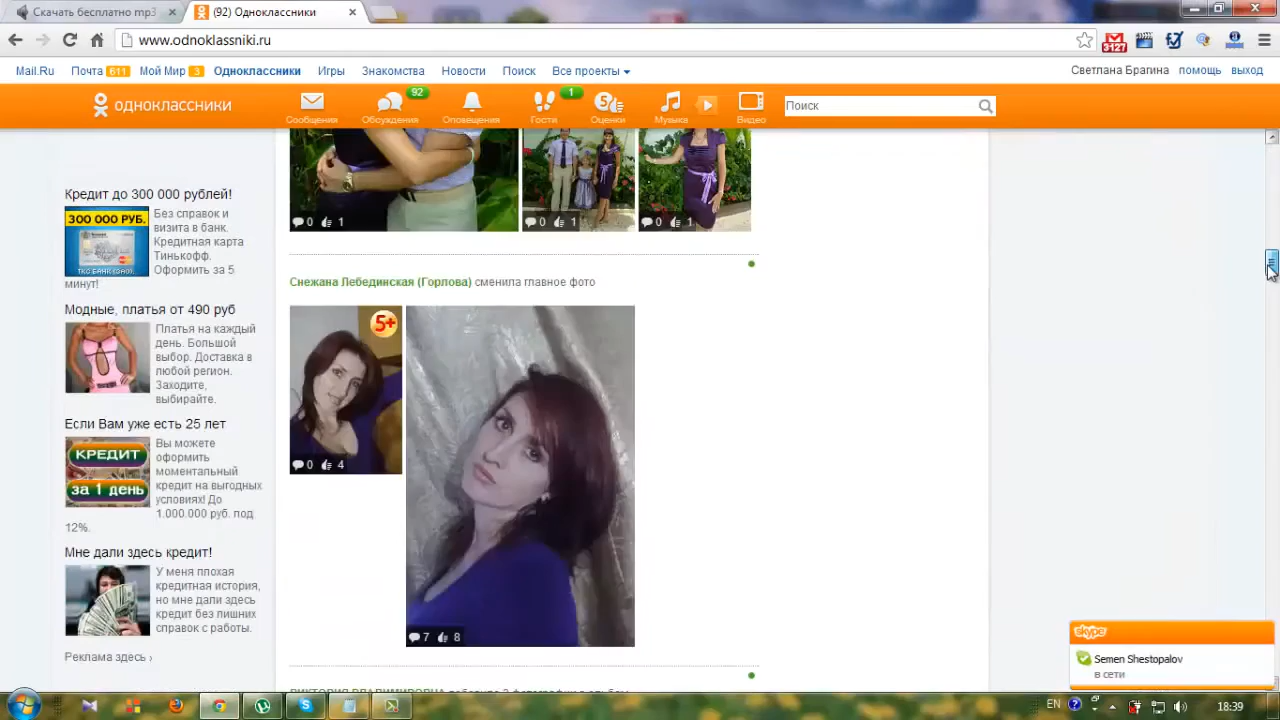 Скачать бесплатно mp3
(92) Одноклассники
www.odnoklassniki.ru
3127
Mail.Ru Почта 611 Мой Мир 3 Одноклассники Игры Знакомства Новости Поиск Все проекты
Светлана Брагина помощь выход
одноклассники
Сообщения
92
Обсуждения
Оповещения
1
Гости
5
Оценки
Музыка
Видео
Поиск
Кредит до 300 000 рублей!
300 000 РУБ.
Без справок и
визита в банк.
Кредитная карта
Тинькофф.
Оформить за 5
минут!
Модные, платья от 490 руб
Платья на каждый
день. Большой
выбор. Доставка в
любой регион.
Заходите,
выбирайте.
Если Вам уже есть 25 лет
КРЕДИТ
за 1 день
Вы можете
оформить
моментальный
кредит на выгодных
условиях! До
1.000.000 руб. под
12%.
Мне дали здесь кредит!
У меня плохая
кредитная история,
но мне дали здесь
кредит без лишних
справок с работы.
Реклама здесь ›
0 1
0 1
0 1
Снежана Лебединская (Горлова) сменила главное фото
5+
0 4
7 8
skype
Semen Shestopalov
в сети
EN
18:39